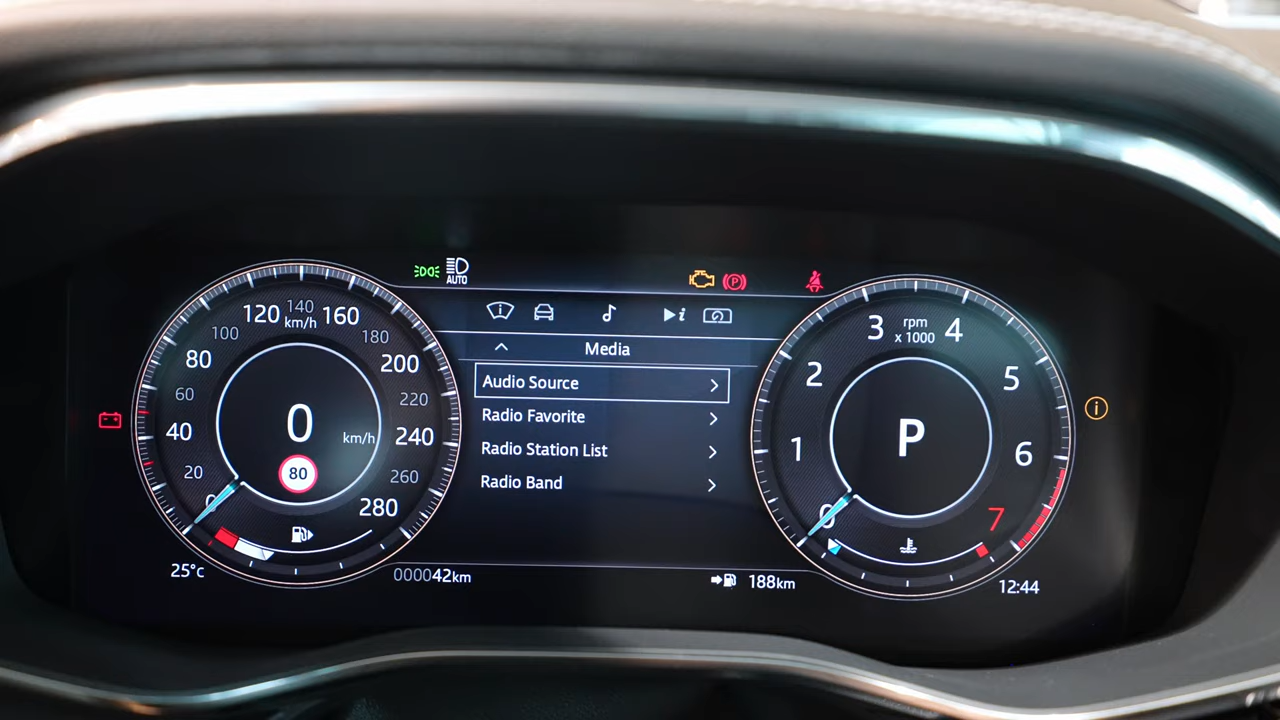 AUTO
120 140 160
km/h
100 180
80 200
60 220
40 240
20 260
0 280
0
km/h
80
25°c
000042km
Media
Audio Source
Radio Favorite
Radio Station List
Radio Band
188km
3 rpm 4
x 1000
2 5
1 6
0 7
P
12:44